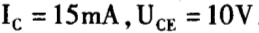 I_C = 15mA, U_CE = 10V